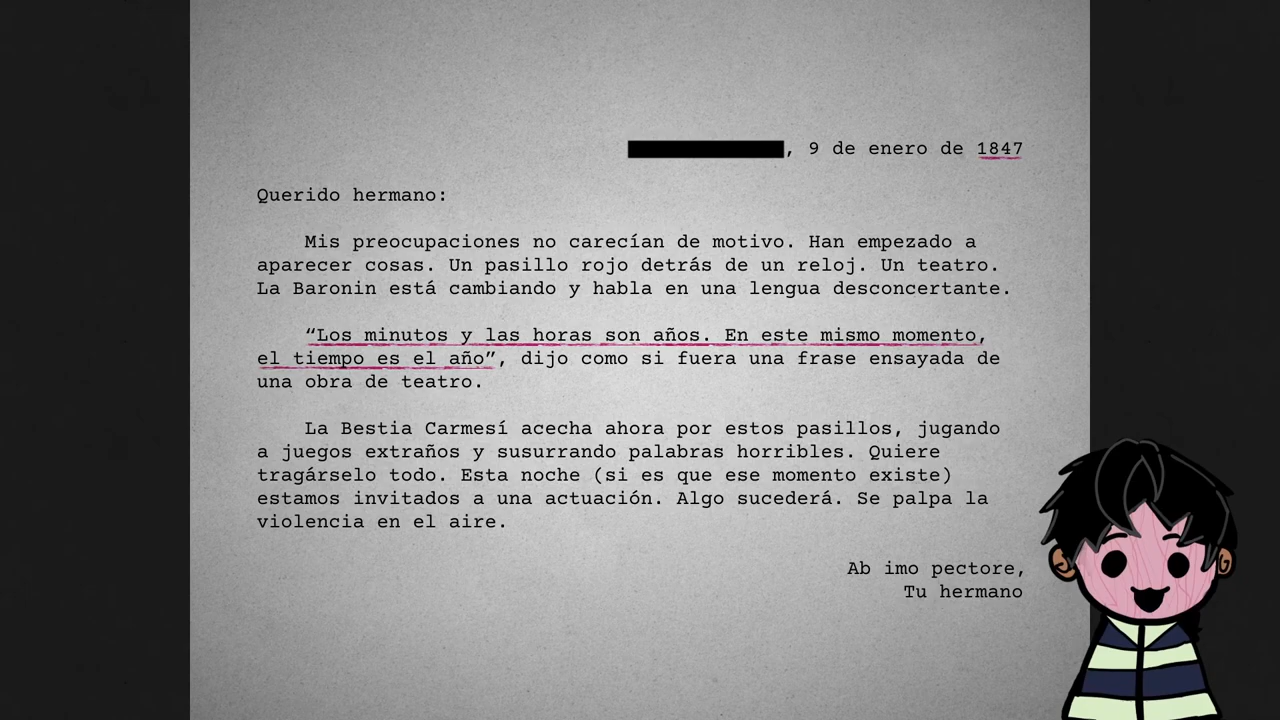 , 9 de enero de 1847
Querido hermano:
Mis preocupaciones no carecían de motivo. Han empezado a
aparecer cosas. Un pasillo rojo detrás de un reloj. Un teatro.
La Baronin está cambiando y habla en una lengua desconcertante.
“Los minutos y las horas son años. En este mismo momento,
el tiempo es el año”, dijo como si fuera una frase ensayada de
una obra de teatro.
La Bestia Carmesí acecha ahora por estos pasillos, jugando
a juegos extraños y susurrando palabras horribles. Quiere
tragárselo todo. Esta noche (si es que ese momento existe)
estamos invitados a una actuación. Algo sucederá. Se palpa la
violencia en el aire.
Ab imo pectore,
Tu hermano